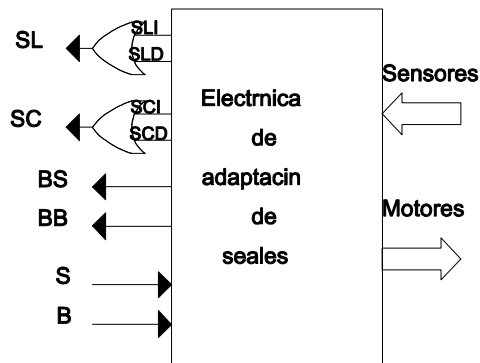 SL
SLI
SLD
SC
SCI
SCD
BS
BB
S
B
Electrnica
de
adaptacin
de
seales
Sensores
Motores